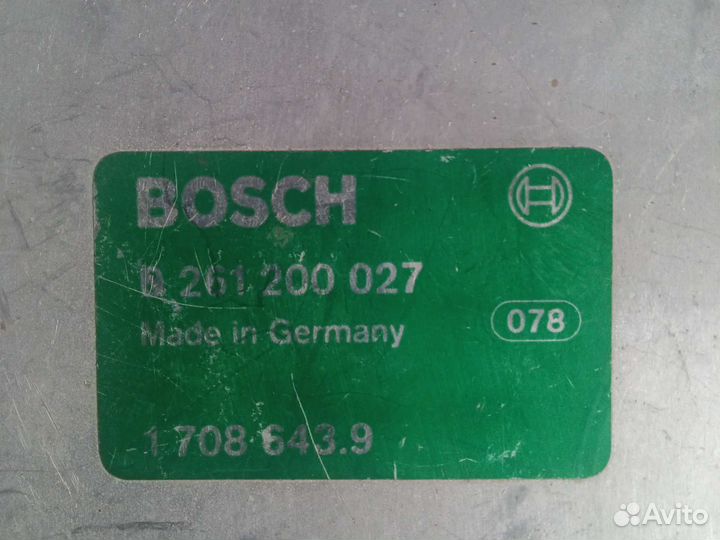 BOSCH
0 261 200 027
Made in Germany
078
1 708 643.9
Avito